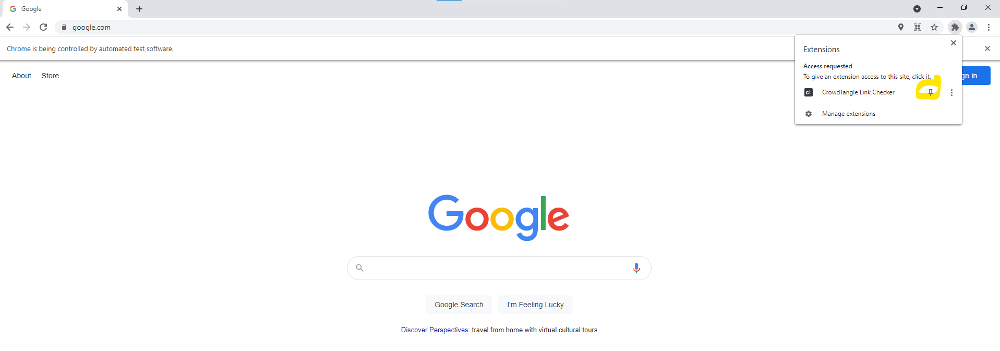 Google
google.com
Chrome is being controlled by automated test software.
Extensions
Access requested
To give an extension access to this site, click it.
ct CrowdTangle Link Checker
Manage extensions
About Store
gn in
Google
Google Search I'm Feeling Lucky
Discover Perspectives: travel from home with virtual cultural tours